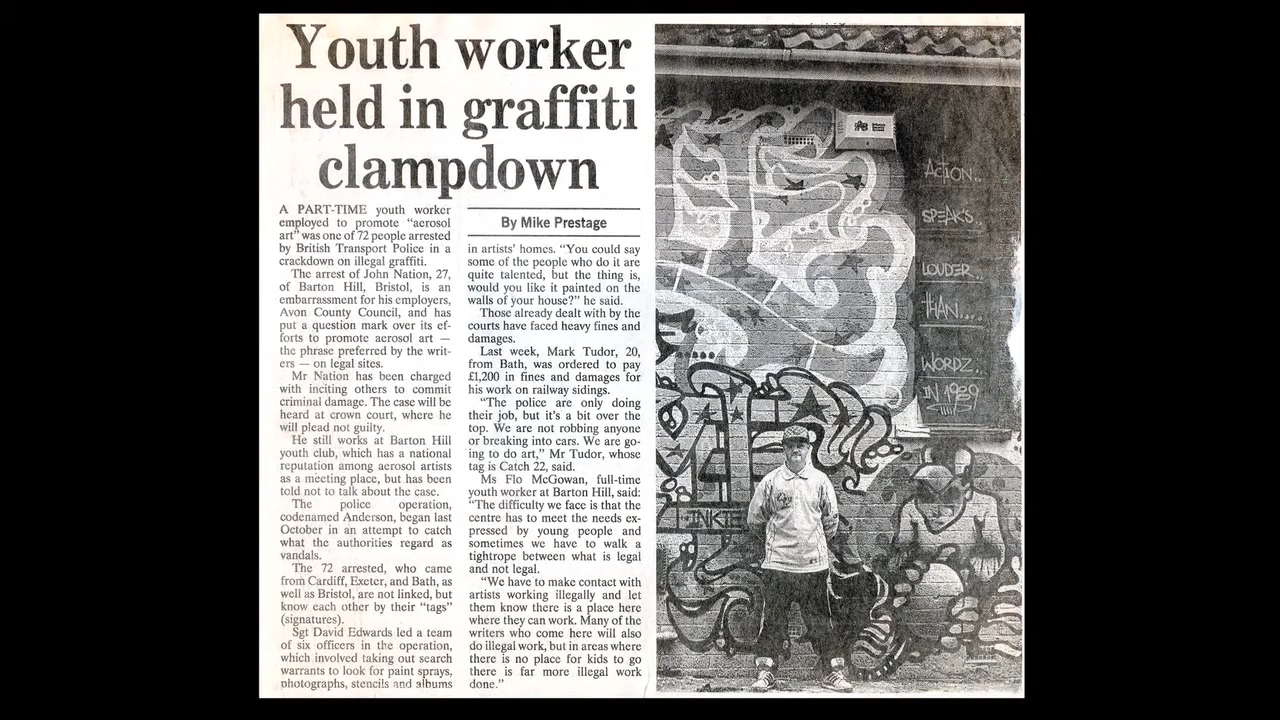 Youth worker
held in graffiti
clampdown
A PART-TIME youth worker
employed to promote “aerosol
art” was one of 72 people arrested
by British Transport Police in a
crackdown on illegal graffiti.
The arrest of John Nation, 27,
of Barton Hill, Bristol, is an
embarrassment for his employers,
Avon County Council, and has
put a question mark over its ef-
forts to promote aerosol art —
the phrase preferred by the writ-
ers — on legal sites.
Mr Nation has been charged
with inciting others to commit
criminal damage. The case will be
heard at crown court, where he
will plead not guilty.
He still works at Barton Hill
youth club, which has a national
reputation among aerosol artists
as a meeting place, but has been
told not to talk about the case.
The police operation,
codenamed Anderson, began last
October in an attempt to catch
what the authorities regard as
vandals.
The 72 arrested, who came
from Cardiff, Exeter, and Bath, as
well as Bristol, are not linked, but
know each other by their “tags”
(signatures).
Sgt David Edwards led a team
of six officers in the operation,
which involved taking out search
warrants to look for paint sprays,
photographs, stencils and albums
By Mike Prestage
in artists’ homes. “You could say
some of the people who do it are
quite talented, but the thing is,
would you like it painted on the
walls of your house?” he said.
Those already dealt with by the
courts have faced heavy fines and
damages.
Last week, Mark Tudor, 20,
from Bath, was ordered to pay
£1,200 in fines and damages for
his work on railway sidings.
“The police are only doing
their job, but it’s a bit over the
top. We are not robbing anyone
or breaking into cars. We are go-
ing to do art,” Mr Tudor, whose
tag is Catch 22, said.
Ms Flo McGowan, full-time
youth worker at Barton Hill, said:
“The difficulty we face is that the
centre has to meet the needs ex-
pressed by young people and
sometimes we have to walk a
tightrope between what is legal
and not legal.
“We have to make contact with
artists working illegally and let
them know there is a place here
where they can work. Many of the
writers who come here will also
do illegal work, but in areas where
there is no place for kids to go
there is far more illegal work
done.”
ACTION..
SPEAKS.
LOUDER..
THAN....
WORDZ..
IN 1989